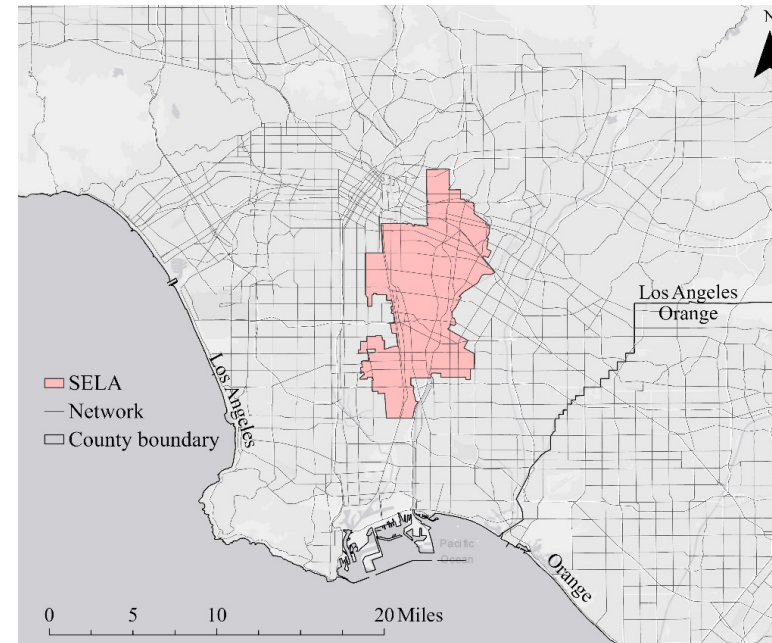 N
Los Angeles
Orange
Los Angeles
SELA
Network
County boundary
Pacific
Ocean
Orange
0 5 10 20 Miles